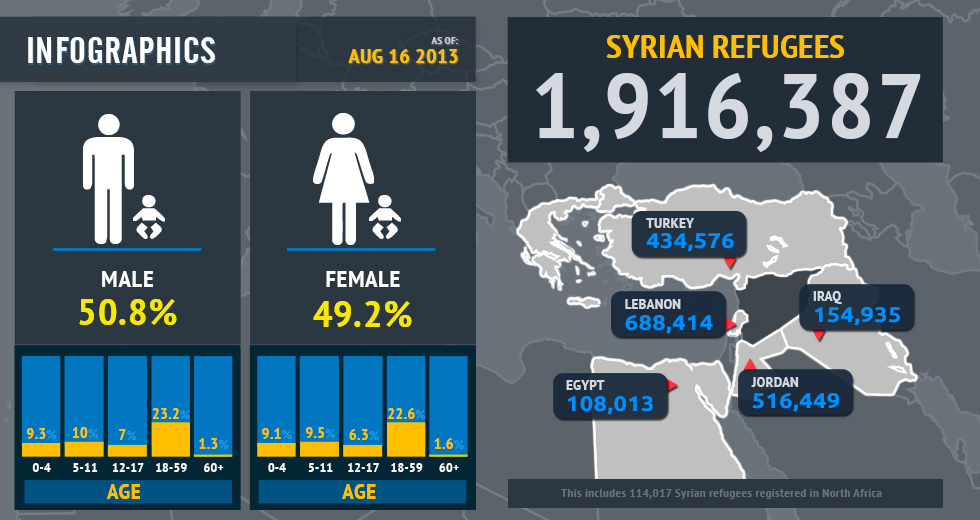 INFOGRAPHICS
AS OF:
AUG 16 2013
MALE
50.8%
9.3%
10%
7%
23.2%
1.3%
0-4
5-11
12-17
18-59
60+
AGE
FEMALE
49.2%
9.1%
9.5%
6.3%
22.6%
1.6%
0-4
5-11
12-17
18-59
60+
AGE
SYRIAN REFUGEES
1,916,387
TURKEY
434,576
LEBANON
688,414
IRAQ
154,935
EGYPT
108,013
JORDAN
516,449
This includes 114,017 Syrian refugees registered in North Africa